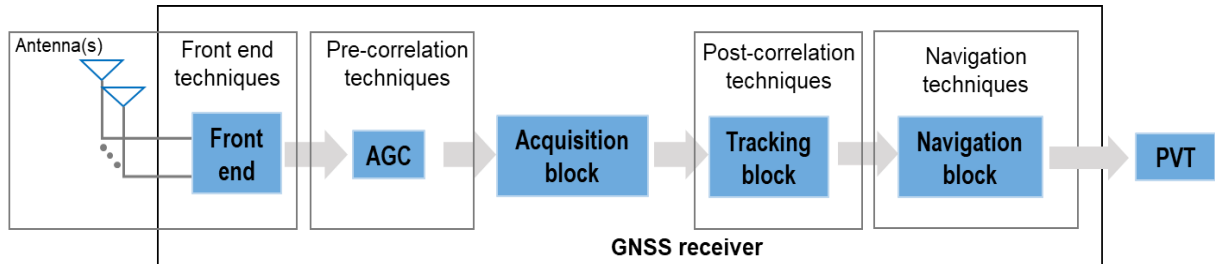 Antenna(s)
Front end
techniques
Pre-correlation
techniques
Post-correlation
techniques
Navigation
techniques
Front
end
AGC
Acquisition
block
Tracking
block
Navigation
block
PVT
GNSS receiver